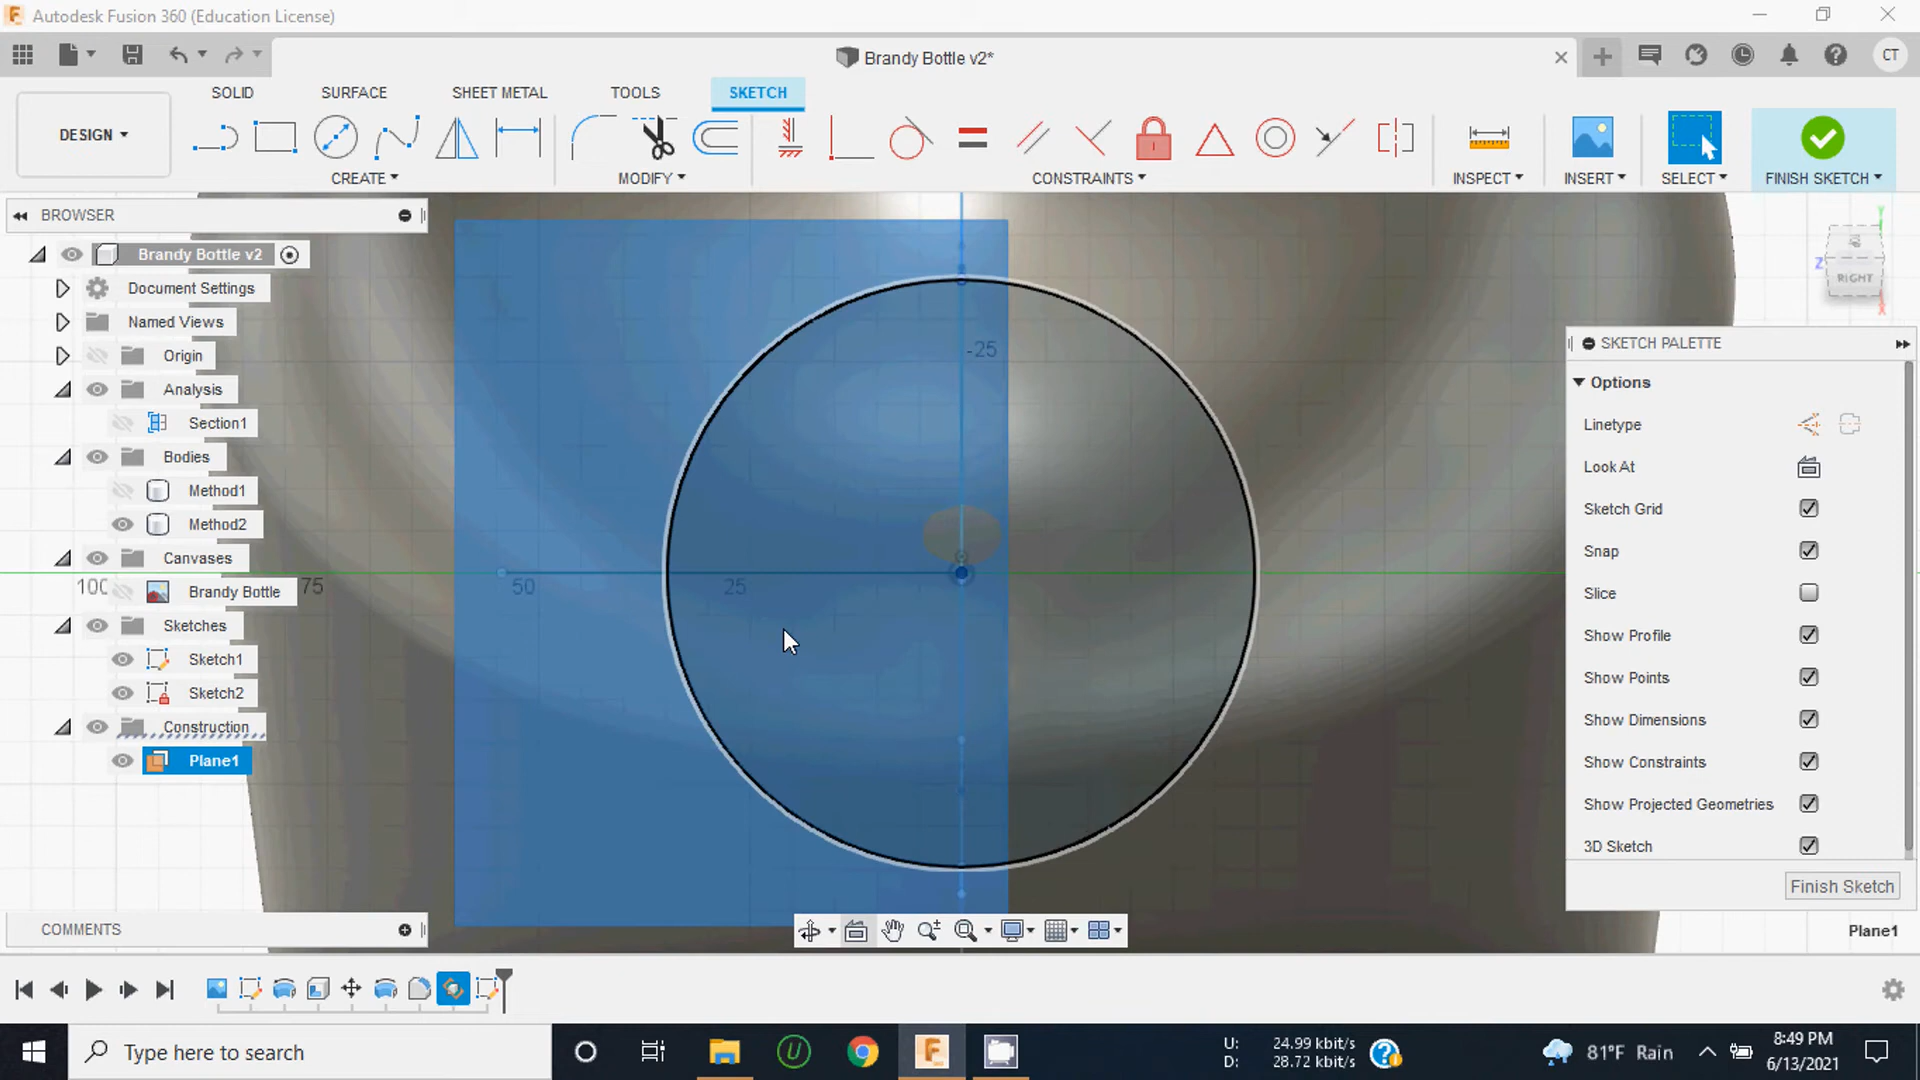 Autodesk Fusion 360 (Education License)
Brandy Bottle v2*
CT
DESIGN
SOLID SURFACE SHEET METAL TOOLS SKETCH
CREATE MODIFY CONSTRAINTS INSPECT INSERT SELECT FINISH SKETCH
BROWSER
Brandy Bottle v2
Document Settings
Named Views
Origin
Analysis
Section1
Bodies
Method1
Method2
Canvases
Brandy Bottle
Sketches
Sketch1
Sketch2
Construction
Plane1
COMMENTS
-25
100 75 50 25
Z
RIGHT
SKETCH PALETTE
Options
Linetype
Look At
Sketch Grid
Snap
Slice
Show Profile
Show Points
Show Dimensions
Show Constraints
Show Projected Geometries
3D Sketch
Finish Sketch
Plane1
Type here to search
U: 24.99 kbit/s
D: 28.72 kbit/s
81°F Rain
8:49 PM
6/13/2021